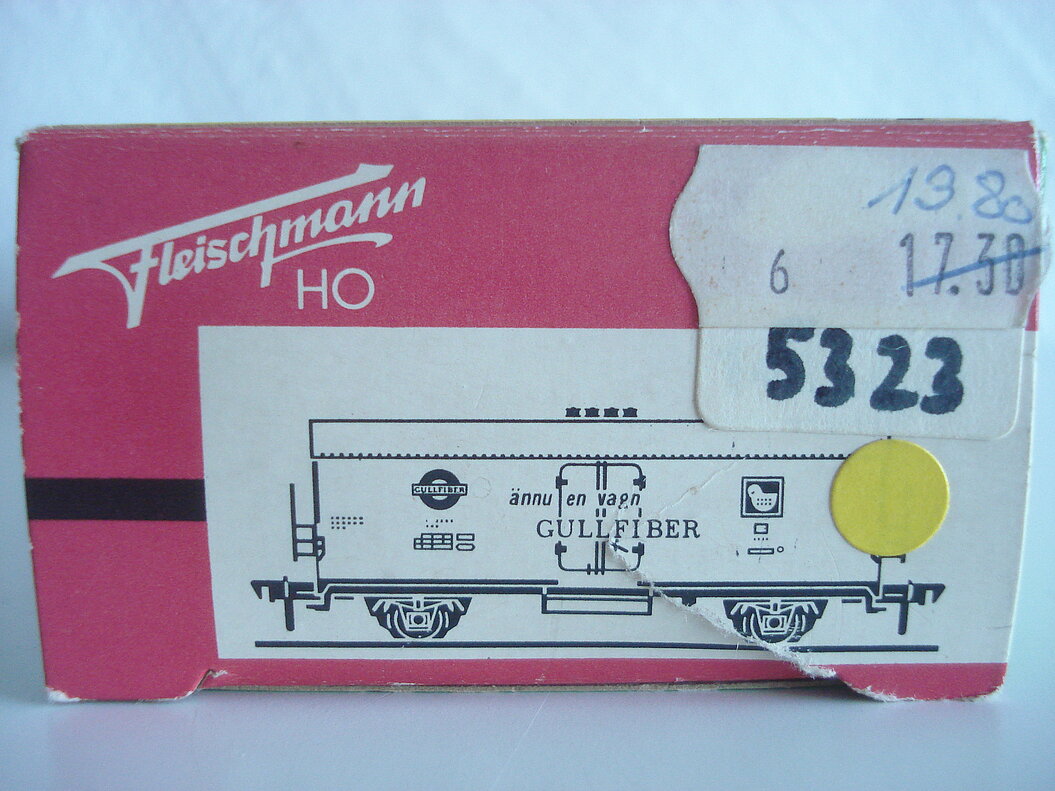 Fleischmann
HO
13.80
6 17.30
5323
GULLFIBER
ännu en vagn
GULLFIBER